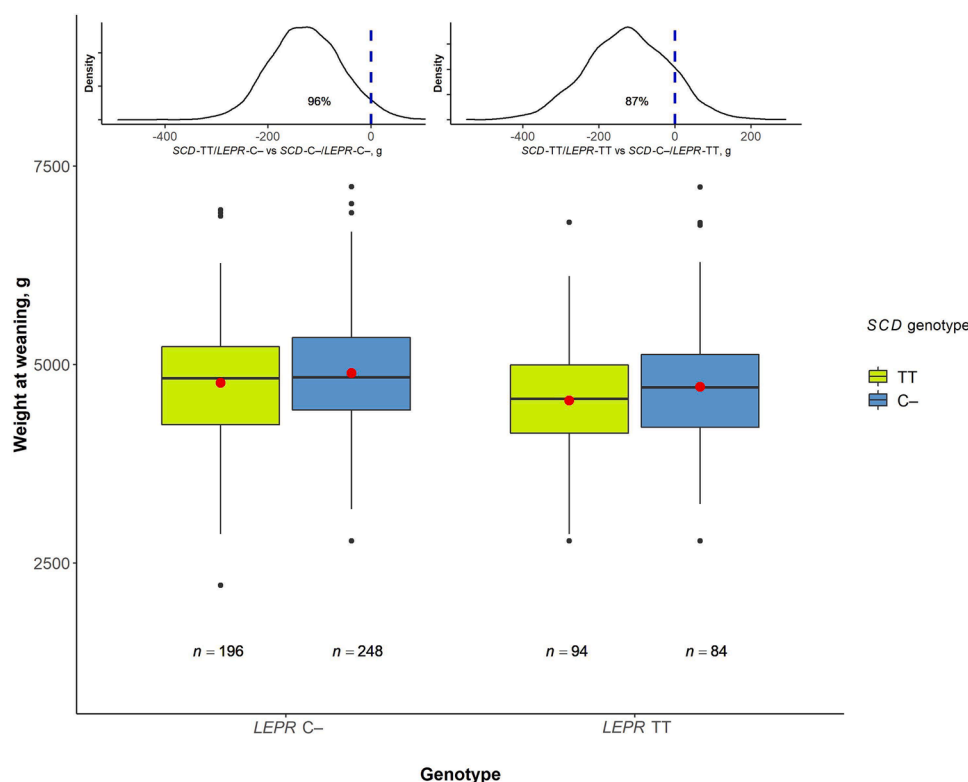 Density
96%
-400
-200
0
SCD-TT/LEPR-C– vs SCD-C–/LEPR-C–, g
Density
87%
-400
-200
0
200
SCD-TT/LEPR-TT vs SCD-C–/LEPR-TT, g
Weight at weaning, g
7500
5000
2500
n = 196
n = 248
n = 94
n = 84
LEPR C–
LEPR TT
Genotype
SCD genotype
TT
C–